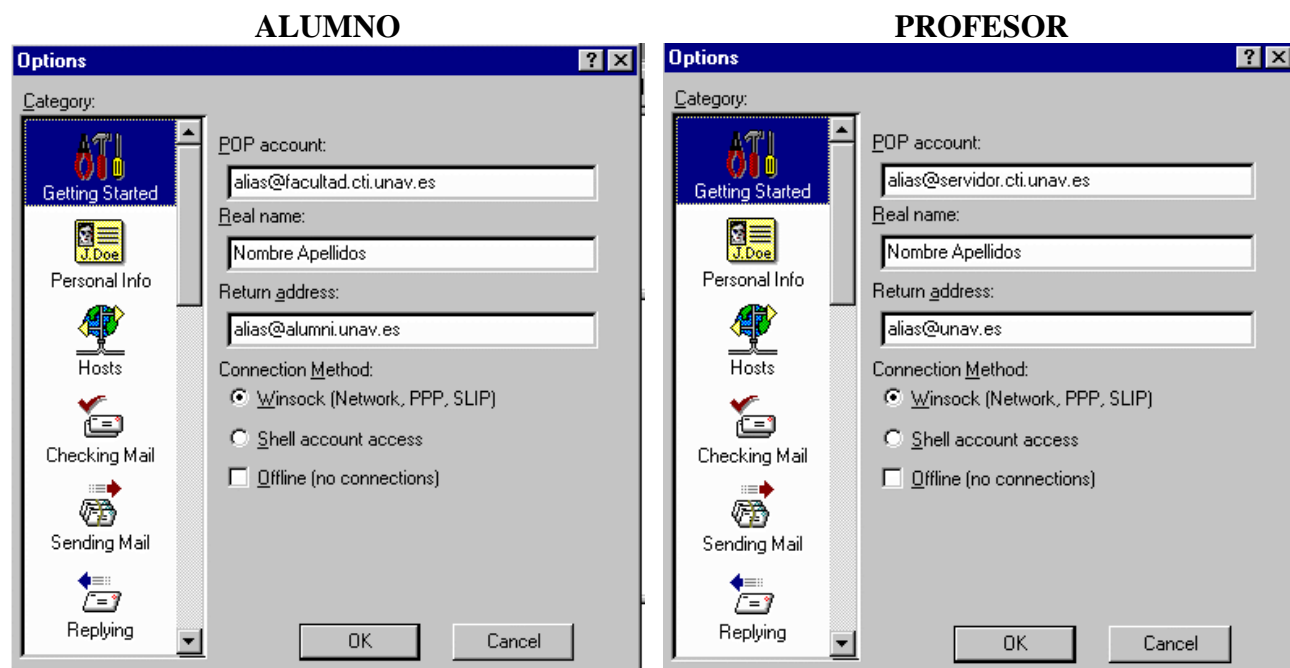 ALUMNO
Options
Category:
Getting Started
J.Doe
Personal Info
Hosts
Checking Mail
Sending Mail
Replying
POP account:
alias@facultad.cti.unav.es
Real name:
Nombre Apellidos
Return address:
alias@alumni.unav.es
Connection Method:
Winsock (Network, PPP, SLIP)
Shell account access
Offline (no connections)
OK Cancel
PROFESOR
Options
Category:
Getting Started
J.Doe
Personal Info
Hosts
Checking Mail
Sending Mail
Replying
POP account:
alias@servidor.cti.unav.es
Real name:
Nombre Apellidos
Return address:
alias@unav.es
Connection Method:
Winsock (Network, PPP, SLIP)
Shell account access
Offline (no connections)
OK Cancel